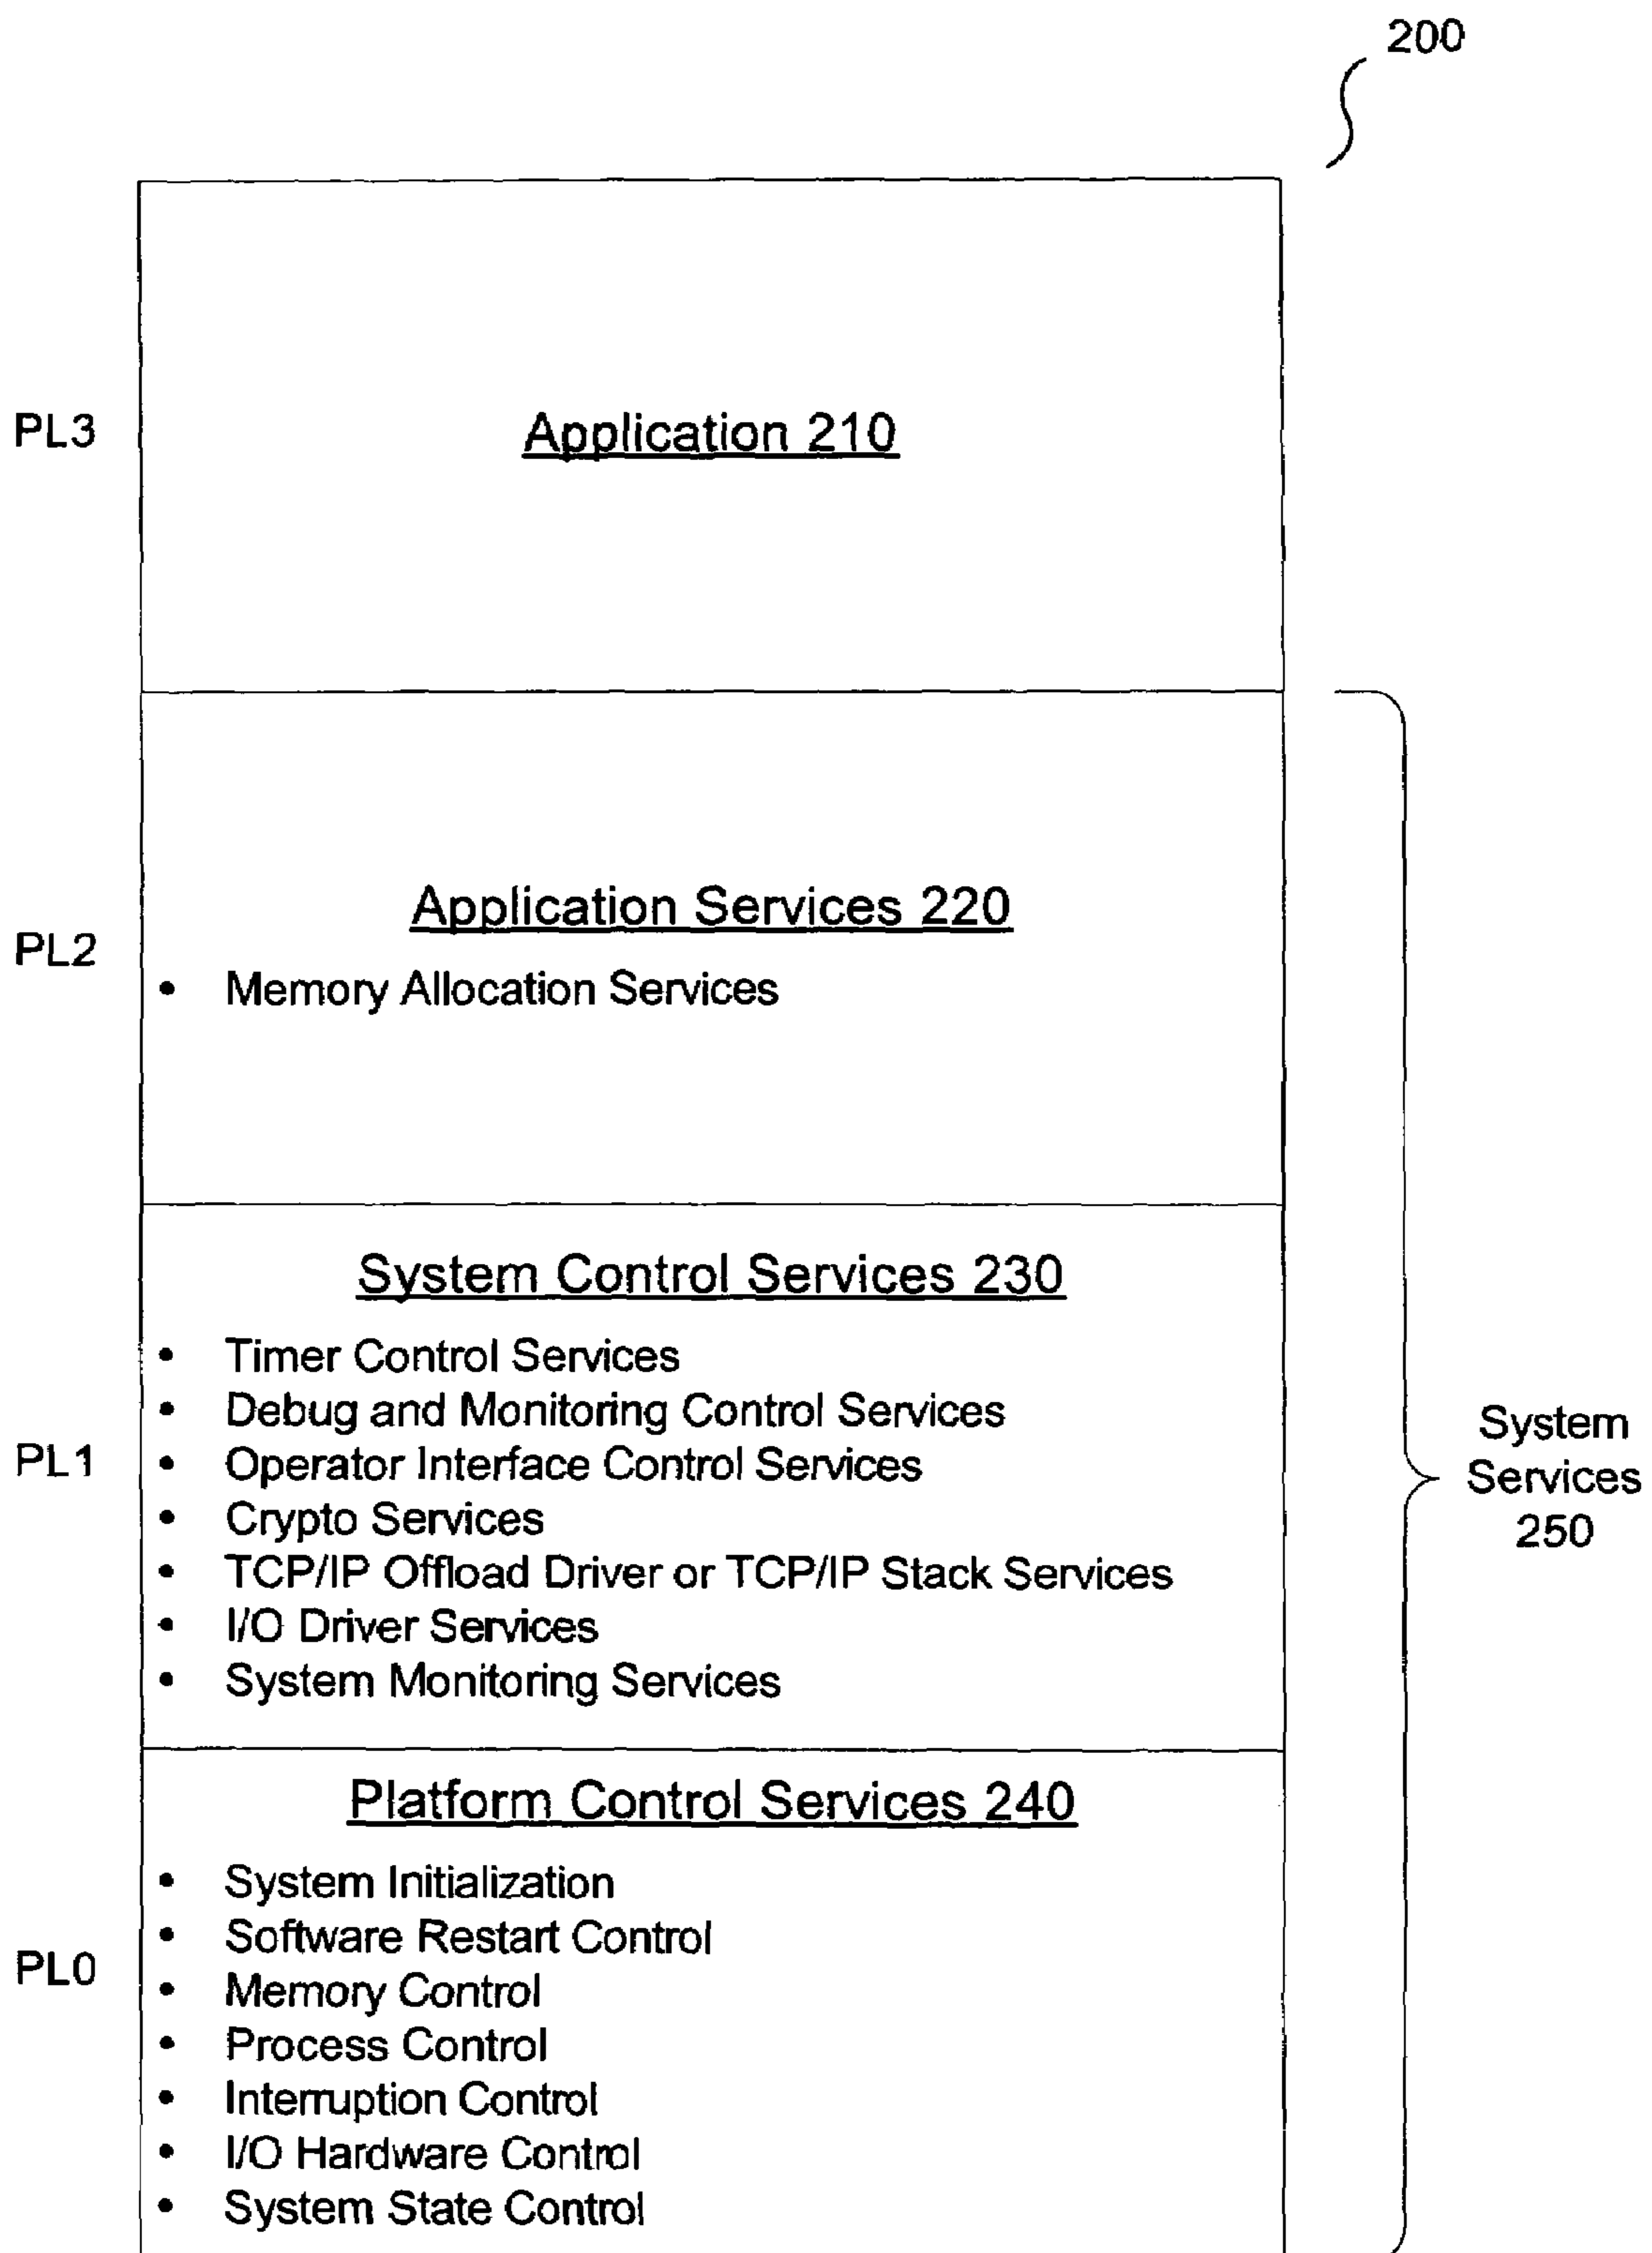 200
PL3
Application 210
PL2
Application Services 220
• Memory Allocation Services
PL1
System Control Services 230
• Timer Control Services
• Debug and Monitoring Control Services
• Operator Interface Control Services
• Crypto Services
• TCP/IP Offload Driver or TCP/IP Stack Services
• I/O Driver Services
• System Monitoring Services
System
Services
250
PL0
Platform Control Services 240
• System Initialization
• Software Restart Control
• Memory Control
• Process Control
• Interruption Control
• I/O Hardware Control
• System State Control